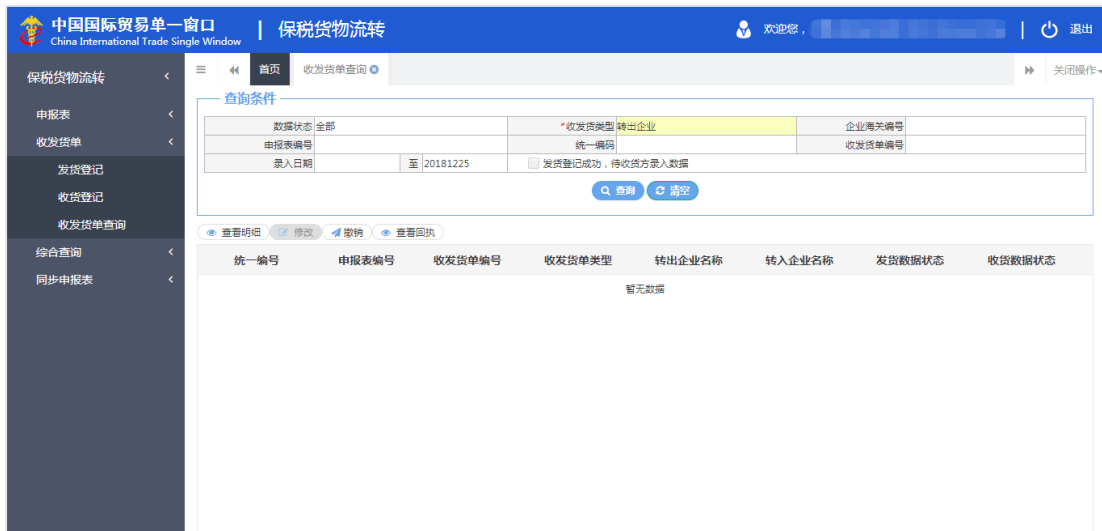 中国国际贸易单一窗口
China International Trade Single Window
保税货物流转
欢迎您，
退出
保税货物流转
首页
收发货单查询
关闭操作
申报表
收发货单
发货登记
收货登记
收发货单查询
综合查询
同步申报表
查询条件
数据状态 全部 *收发货类型 转出企业 企业海关编号
申报表编号 统一编码 收发货单编号
录入日期 至 20181225 发货登记成功，待收货方录入数据
查询 清空
查看明细 修改 撤销 查看回执
统一编号 申报表编号 收发货单编号 收发货单类型 转出企业名称 转入企业名称 发货数据状态 收货数据状态
暂无数据